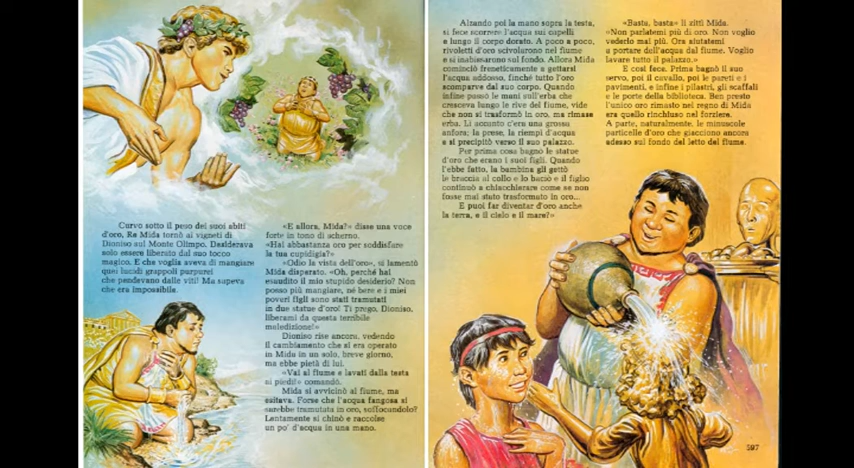 Curvo sotto il peso dei suoi abiti
d'oro, Re Mida tornò ai vigneti di
Dioniso sul Monte Olimpo. Desiderava
solo essere liberato dal suo tocco
magico. E che voglia aveva di mangiare
quei lucidi grappoli purpurei
che pendevano dalle viti! Ma sapeva
che era impossibile.
«E allora, Mida?» disse una voce
forte in tono di scherno.
«Hai abbastanza oro per soddisfare
la tua cupidigia?»
«Odio la vista dell'oro», si lamentò
Mida disperato. «Oh, perché hai
esaudito il mio stupido desiderio? Non
posso più mangiare, né bere e i miei
poveri figli sono stati tramutati
in due statue d'oro! Ti prego, Dioniso,
liberami da questa terribile
maledizione!»
Dioniso rise ancora, vedendo
il cambiamento che si era operato
in Mida in un solo, breve giorno,
ma ebbe pietà di lui.
«Vai al fiume e lavati dalla testa
ai piedi!» comandò.
Mida si avvicinò al fiume, ma
esitava. Forse che l'acqua fangosa si
sarebbe tramutata in oro, soffocandolo?
Lentamente si chinò e raccolse
un po' d'acqua in una mano.
Alzando poi la mano sopra la testa,
si fece scorrere l'acqua sui capelli
e lungo il corpo dorato. A poco a poco,
rivoletti d'oro scivolarono nel fiume
e si inabissarono sul fondo. Allora Mida
cominciò freneticamente a gettarsi
l'acqua addosso, finché tutto l'oro
scomparve dal suo corpo. Quando
infine posso le mani sull'erba che
cresceva lungo le rive del fiume, vide
che non si trasformò in oro, ma rimase
erba. Lì accanto c'era una grossa
anfora; la prese, la riempì d'acqua
e si precipitò verso il suo palazzo.
Per prima cosa bagnò le statue
d'oro che erano i suoi figli. Quando
l'ebbe fatto, la bambina gli gettò
le braccia al collo e lo baciò e il figlio
continuò a chiacchierare come se non
fosse mai stato trasformato in oro...
E puoi far diventar d'oro anche
la terra, e il cielo e il mare?»
«Basta, basta» li zittì Mida.
«Non parlatemi più di oro. Non voglio
vederlo mai più. Ora aiutatemi
a portare dell'acqua dal fiume. Voglio
lavare tutto il palazzo.»
E così fece. Prima bagnò il suo
servo, poi il cavallo, poi le pareti e i
pavimenti, e infine i pilastri, gli scaffali
e le porte della biblioteca. Ben presto
l'unico oro rimasto nel regno di Mida
era quello rinchiuso nel forziere.
A parte, naturalmente, le minuscole
particelle d'oro che giacciono ancora
adesso sul fondo del letto del fiume.
597